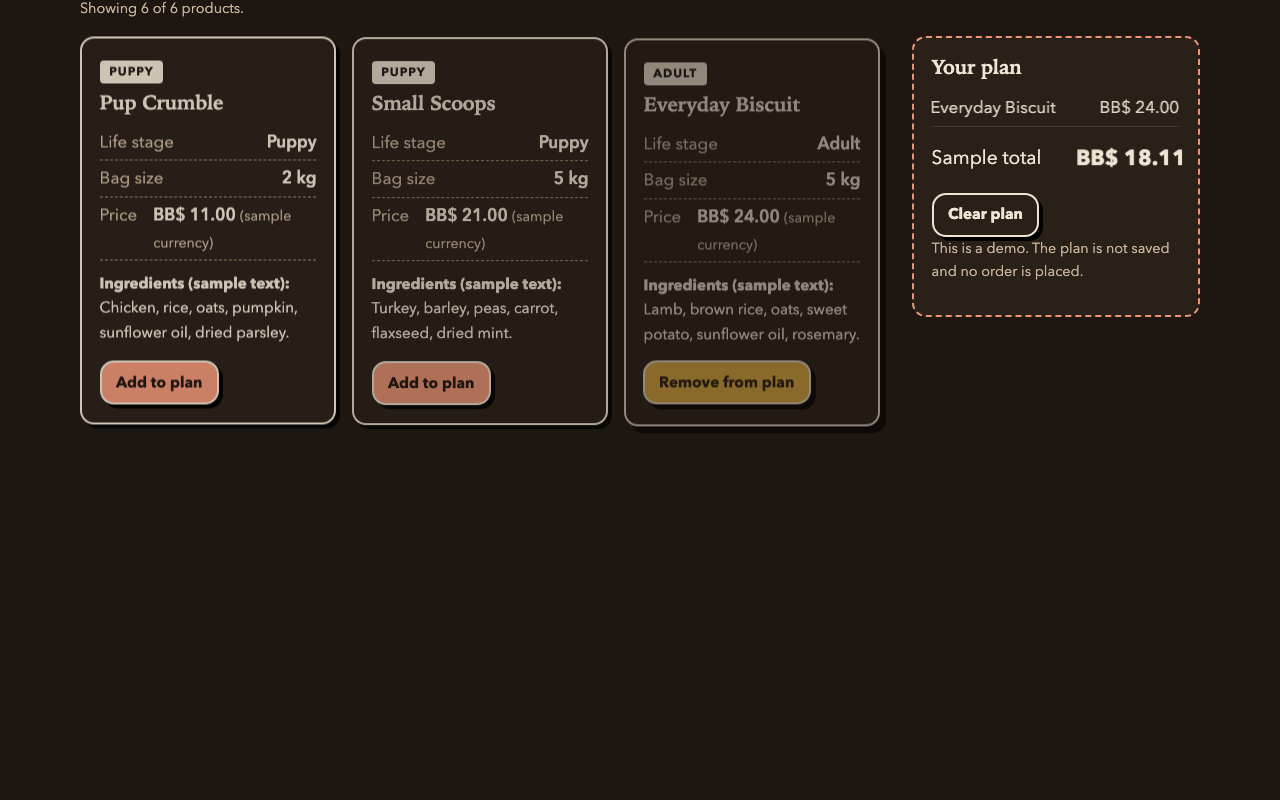 Showing 6 of 6 products.
PUPPY
Pup Crumble
Life stage Puppy
Bag size 2 kg
Price BB$ 11.00 (sample
currency)
Ingredients (sample text):
Chicken, rice, oats, pumpkin,
sunflower oil, dried parsley.
Add to plan
PUPPY
Small Scoops
Life stage Puppy
Bag size 5 kg
Price BB$ 21.00 (sample
currency)
Ingredients (sample text):
Turkey, barley, peas, carrot,
flaxseed, dried mint.
Add to plan
ADULT
Everyday Biscuit
Life stage Adult
Bag size 5 kg
Price BB$ 24.00 (sample
currency)
Ingredients (sample text):
Lamb, brown rice, oats, sweet
potato, sunflower oil, rosemary.
Remove from plan
Your plan
Everyday Biscuit BB$ 24.00
Sample total BB$ 18.11
Clear plan
This is a demo. The plan is not saved
and no order is placed.